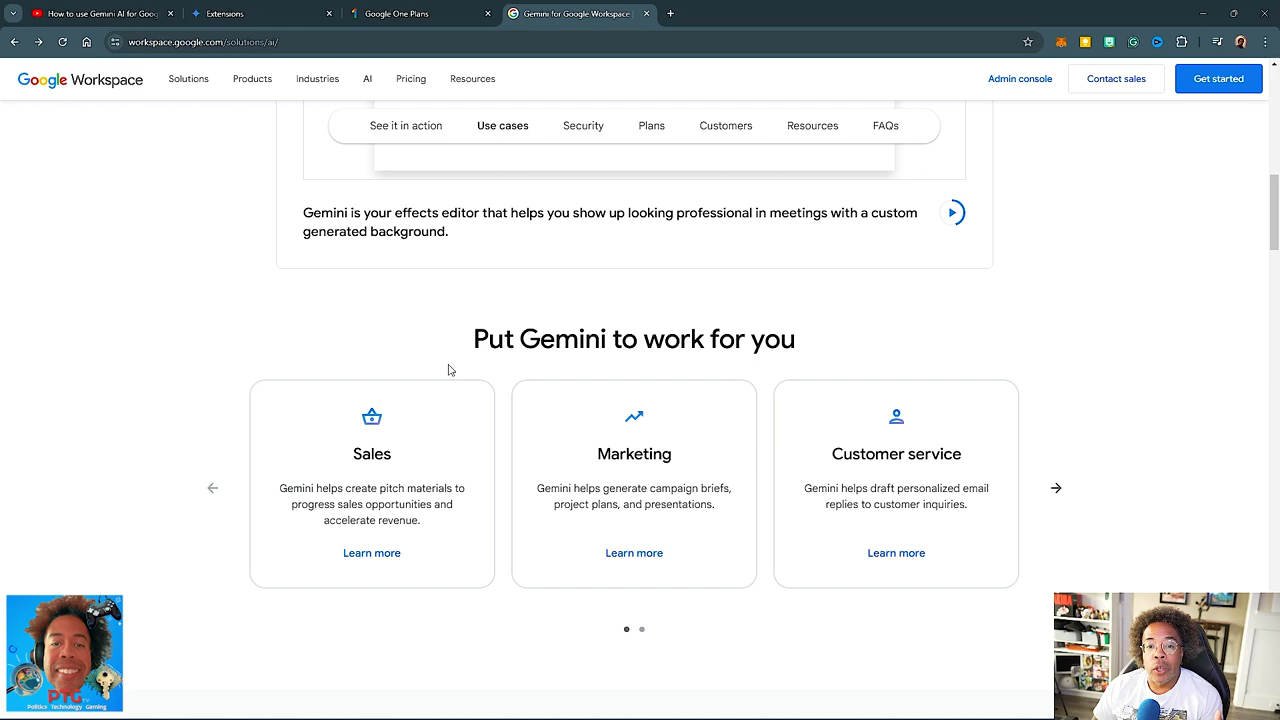 How to use Gemini AI for Goog
Extensions
Google One Plans
Gemini for Google Workspace
workspace.google.com/solutions/ai/
Google Workspace
Solutions
Products
Industries
AI
Pricing
Resources
Admin console
Contact sales
Get started
See it in action
Use cases
Security
Plans
Customers
Resources
FAQs
Gemini is your effects editor that helps you show up looking professional in meetings with a custom
generated background.
Put Gemini to work for you
Sales
Gemini helps create pitch materials to
progress sales opportunities and
accelerate revenue.
Learn more
Marketing
Gemini helps generate campaign briefs,
project plans, and presentations.
Learn more
Customer service
Gemini helps draft personalized email
replies to customer inquiries.
Learn more
PTG
Politics Technology Gaming